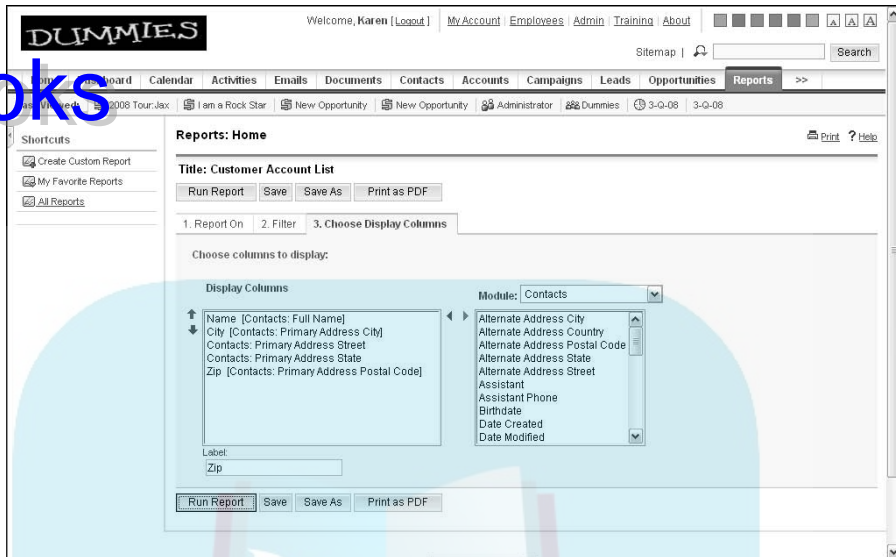 DUMMIES
Welcome, Karen [ Logout ] | My Account | Employees | Admin | Training | About
A A A
Sitemap |
Search
oks
Home Dashboard Calendar Activities Emails Documents Contacts Accounts Campaigns Leads Opportunities Reports >>
Last Viewed: 2008 Tour:Jax | I am a Rock Star | New Opportunity | New Opportunity | Administrator | Dummies | 3-Q-08 | 3-Q-08
Shortcuts
Create Custom Report
My Favorite Reports
All Reports
Reports: Home
Print ? Help
Title: Customer Account List
Run Report Save Save As Print as PDF
1. Report On 2. Filter 3. Choose Display Columns
Choose columns to display:
Display Columns
Module: Contacts
Name [Contacts: Full Name]
City [Contacts: Primary Address City]
Contacts: Primary Address Street
Contacts: Primary Address State
Zip [Contacts: Primary Address Postal Code]
Alternate Address City
Alternate Address Country
Alternate Address Postal Code
Alternate Address State
Alternate Address Street
Assistant
Assistant Phone
Birthdate
Date Created
Date Modified
Label:
Zip
Run Report Save Save As Print as PDF